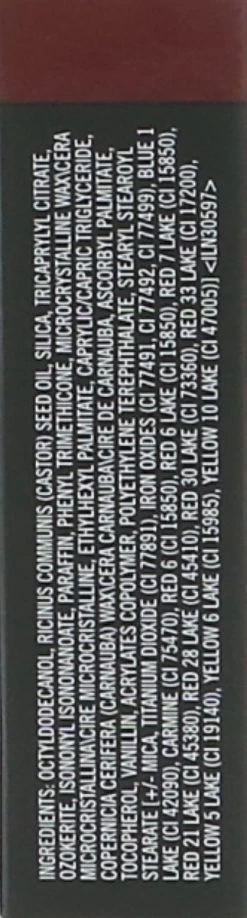 INGREDIENTS: OCTYLDODECANOL, RICINUS COMMUNIS (CASTOR) SEED OIL, SILICA, TRICAPRYLYL CITRATE,
OZOKERITE, ISONONYL ISONONANOATE, PARAFFIN, PHENYL TRIMETHICONE, MICROCRYSTALLINE WAX\CERA
MICROCRISTALLINA\CIRE MICROCRISTALLINE, ETHYLHEXYL PALMITATE, CAPRYLIC/CAPRIC TRIGLYCERIDE,
COPERNICIA CERIFERA (CARNAUBA) WAX\CERA CARNAUBA\CIRE DE CARNAUBA, ASCORBYL PALMITATE,
TOCOPHEROL, VANILLIN, ACRYLATES COPOLYMER, POLYETHYLENE TEREPHTHALATE, STEARYL STEAROYL
STEARATE [+/- MICA, TITANIUM DIOXIDE (CI 77891), IRON OXIDES (CI 77491, CI 77492, CI 77499), BLUE 1
LAKE (CI 42090), CARMINE (CI 75470), RED 6 (CI 15850), RED 6 LAKE (CI 15850), RED 7 LAKE (CI 15850),
RED 21 LAKE (CI 45380), RED 28 LAKE (CI 45410), RED 30 LAKE (CI 73360), RED 33 LAKE (CI 17200),
YELLOW 5 LAKE (CI 19140), YELLOW 6 LAKE (CI 15985), YELLOW 10 LAKE (CI 47005)] <ILN30597>